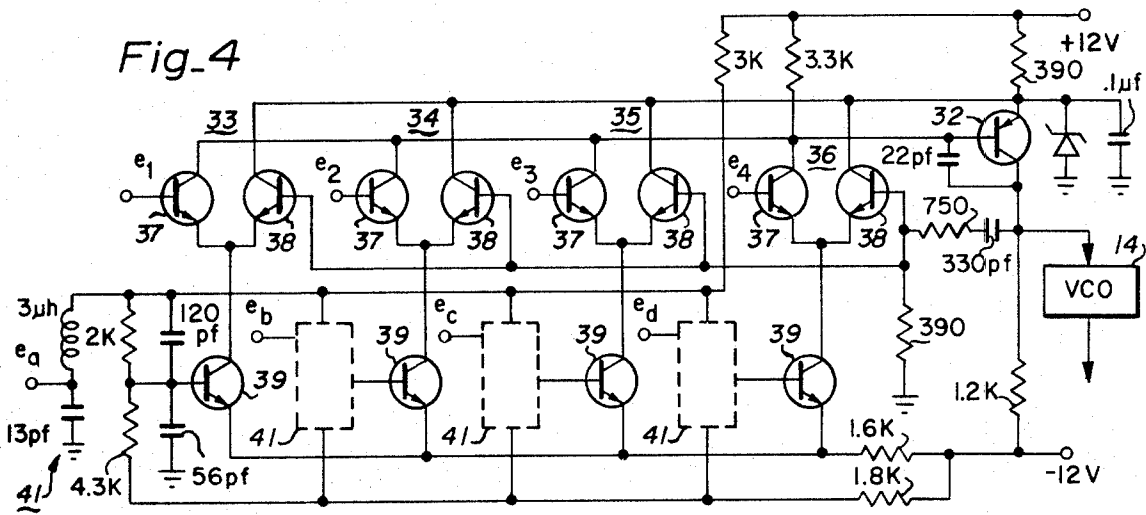 Fig_4
+12V
3K
3.3K
390
.1µf
33
34
35
32
36
22pf
e1
e2
e3
e4
37
38
37
38
37
38
37
38
750
330pf
14
VCO
3µh
2K
120
pf
eb
ec
ed
ea
39
39
39
39
390
1.2K
13pf
41
4.3K
56pf
41
41
41
1.6K
1.8K
-12V